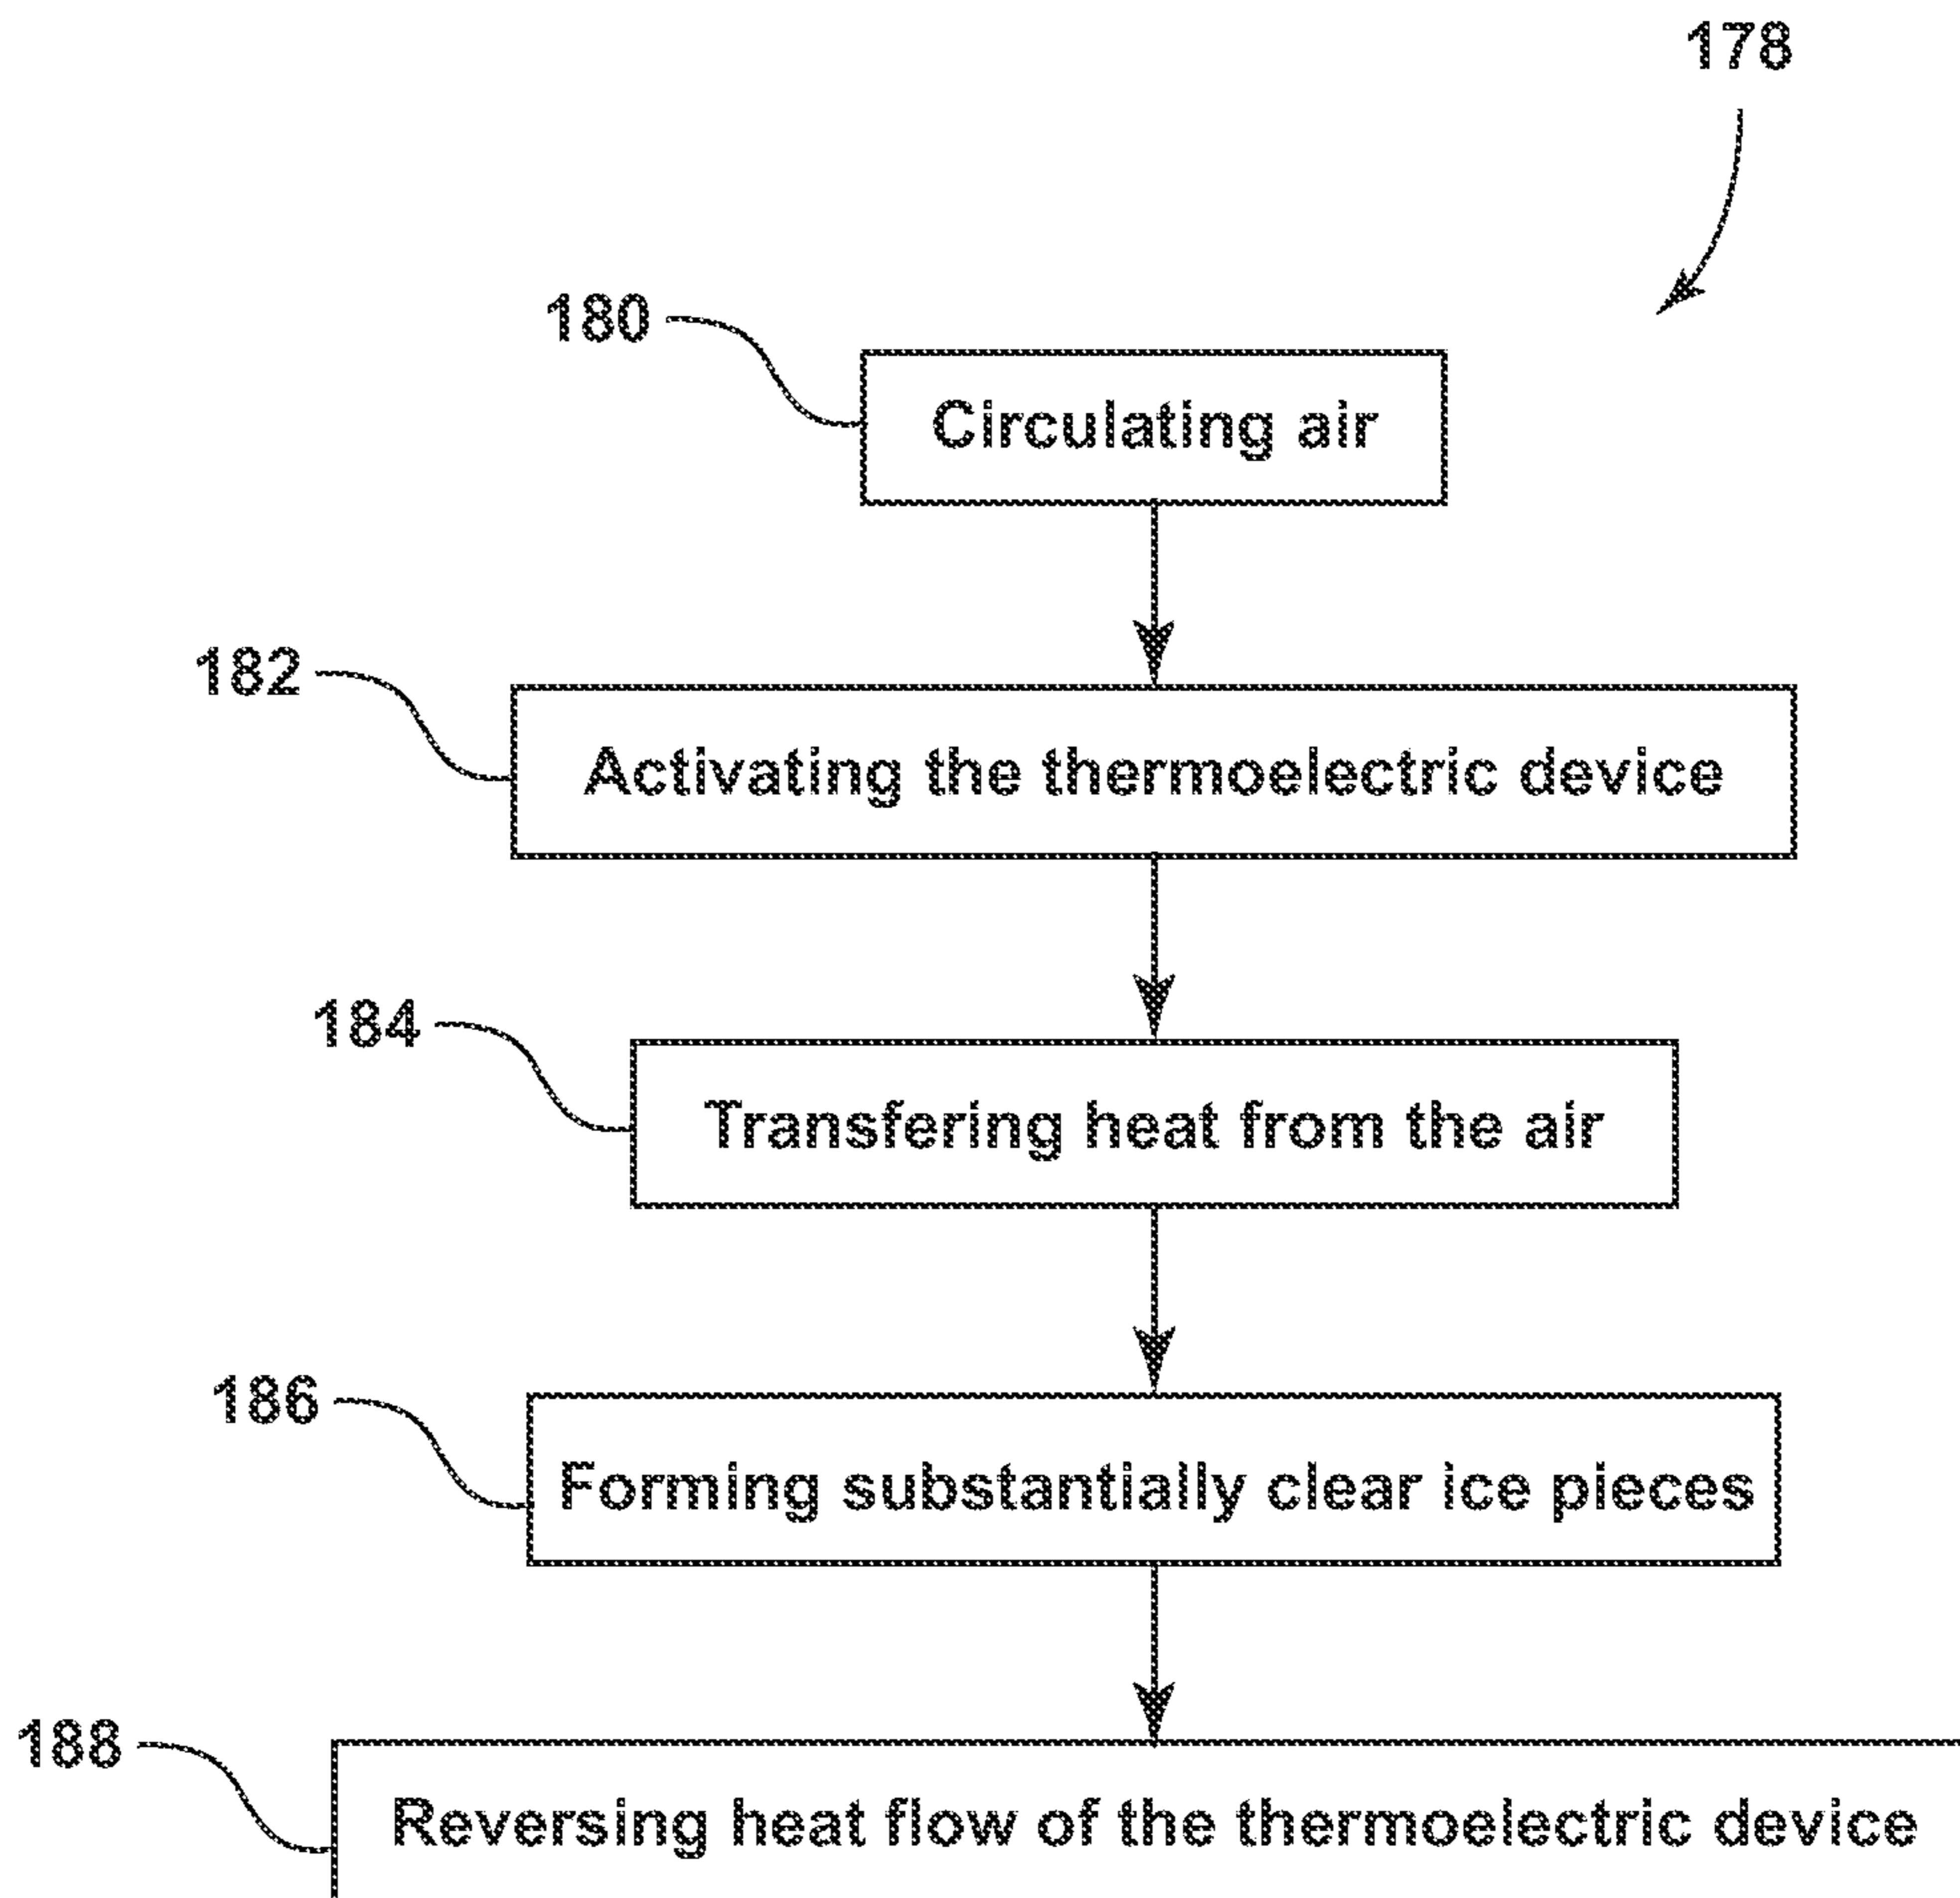 178
180
Circulating air
182
Activating the thermoelectric device
184
Transfering heat from the air
186
Forming substantially clear ice pieces
188
Reversing heat flow of the thermoelectric device